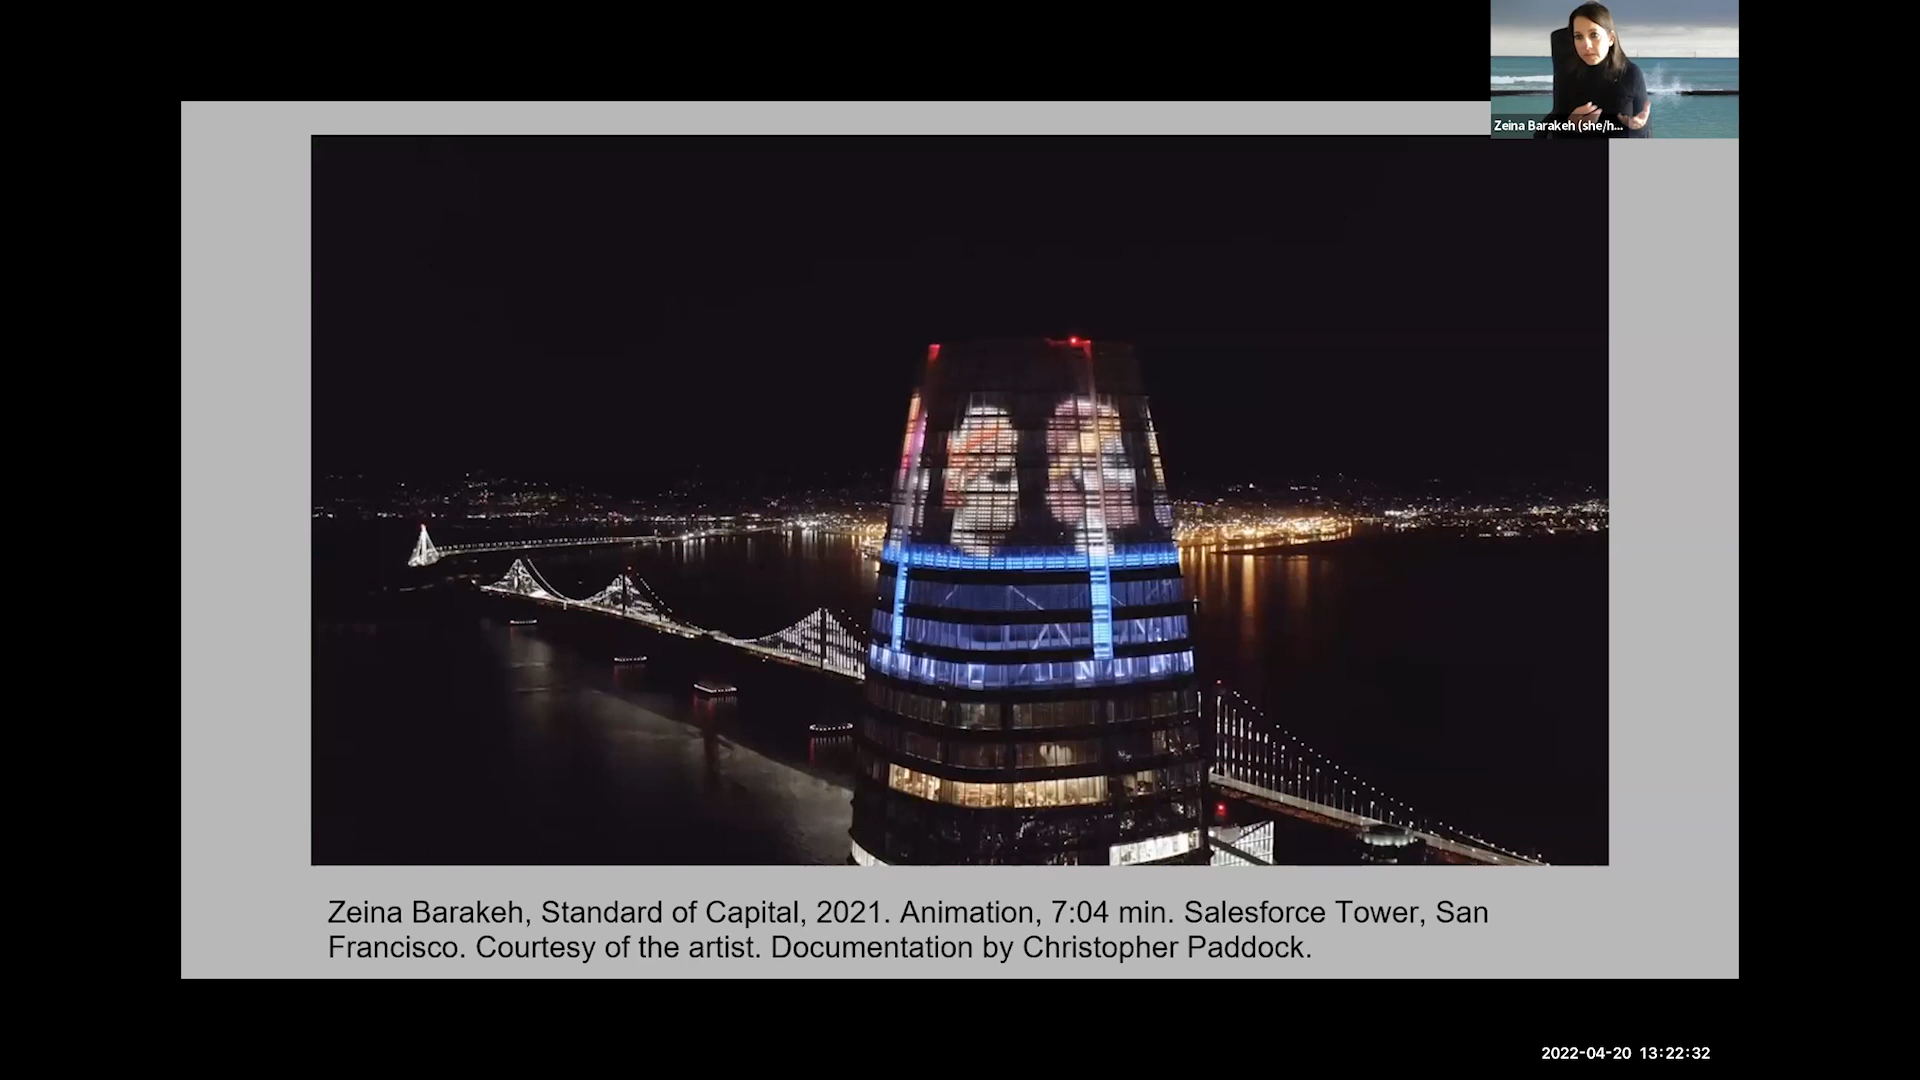 Zeina Barakeh (she/h...
Zeina Barakeh, Standard of Capital, 2021. Animation, 7:04 min. Salesforce Tower, San
Francisco. Courtesy of the artist. Documentation by Christopher Paddock.
2022-04-20 13:22:32